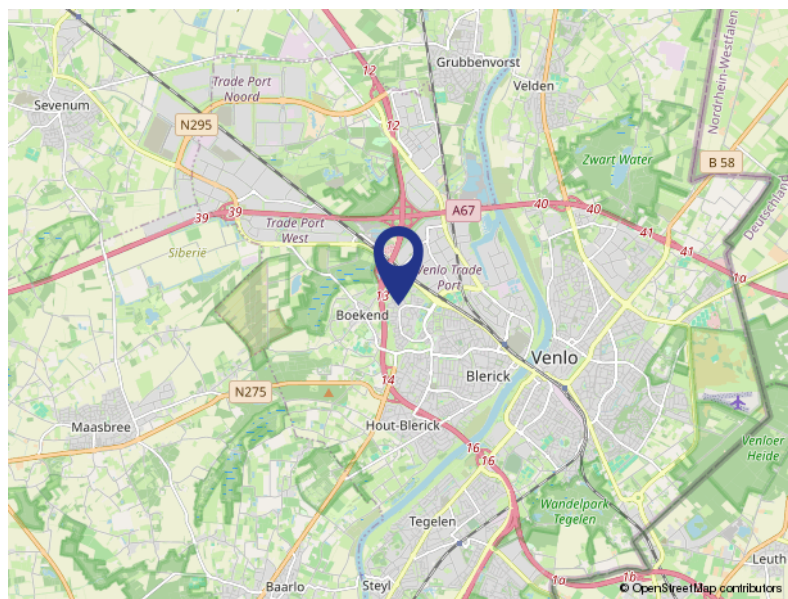 Grubbenvorst
12
Trade Port
Noord
Velden
Nordrhein-Westfalen
Sevenum
N295
12
Zwart Water
B 58
Deutschland
39
39
A67
40
40
Trade Port
West
41
41
Siberië
1a
Venlo Trade
Port
13
Boekend
Venlo
14
Blerick
N275
Maasbree
Hout-Blerick
Venloer
Heide
16
16
Wandelpark
Tegelen
Tegelen
Leuth
Baarlo
Steyl
1a
1b
© OpenStreetMap contributors